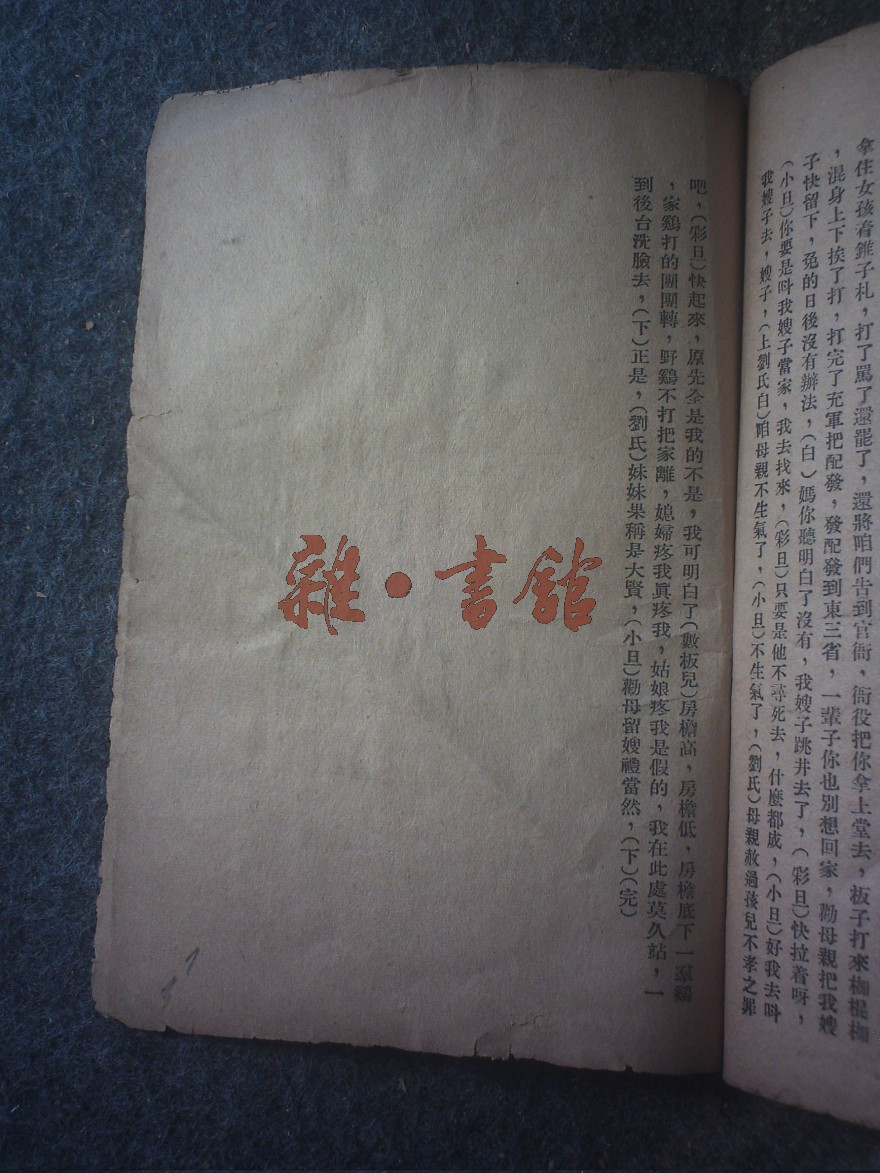 拿住女孩着錐子札，打了罵了還罷了，還將咱們告到官衙，衙役把你拿上堂去，板子打來棍
，混身上下挨了打，打完了充軍把配發，發配發到東三省，一輩子你也別想回家，勸母親把我嫂
子快留下，免的日後沒有辦法，（白）媽你聽明白了沒有，我嫂子跳井去了，（彩旦）快拉着呀，
（小旦）你要是叫我嫂子當家，我去找來，（彩旦）只要是他不尋死去，什麼都成，（小旦）好我去叫
我嫂子去，嫂子，（上劉氏白）咱母親不生氣了，（小旦）不生氣了，（劉氏）母親赦過孩兒不孝之罪
吧，（彩旦）快起來，原先全是我的不是，我可明白了（數板兒）房檐高，房檐低，房檐底下一羣鷄
，家鷄打的團團轉，野鷄不打把家離，媳婦疼我眞疼我，姑娘疼我是假的，我在此處莫久站，一
到後台洗臉去，（下）正是，（劉氏）妹妹果稱是大賢，（小旦）勸母留嫂禮當然，（下）（完）
雜·書館